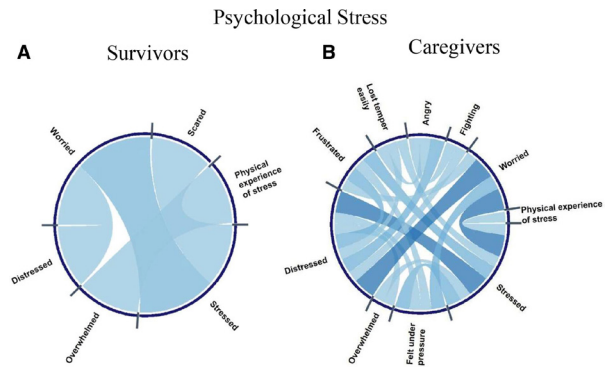 Psychological Stress
A
Survivors
B
Caregivers
Worried
Scared
Physical
experience
of stress
Stressed
Overwhelmed
Distressed
Frustrated
Lost temper
easily
Angry
Fighting
Worried
Physical experience
of stress
Stressed
Felt under
pressure
Overwhelmed
Distressed